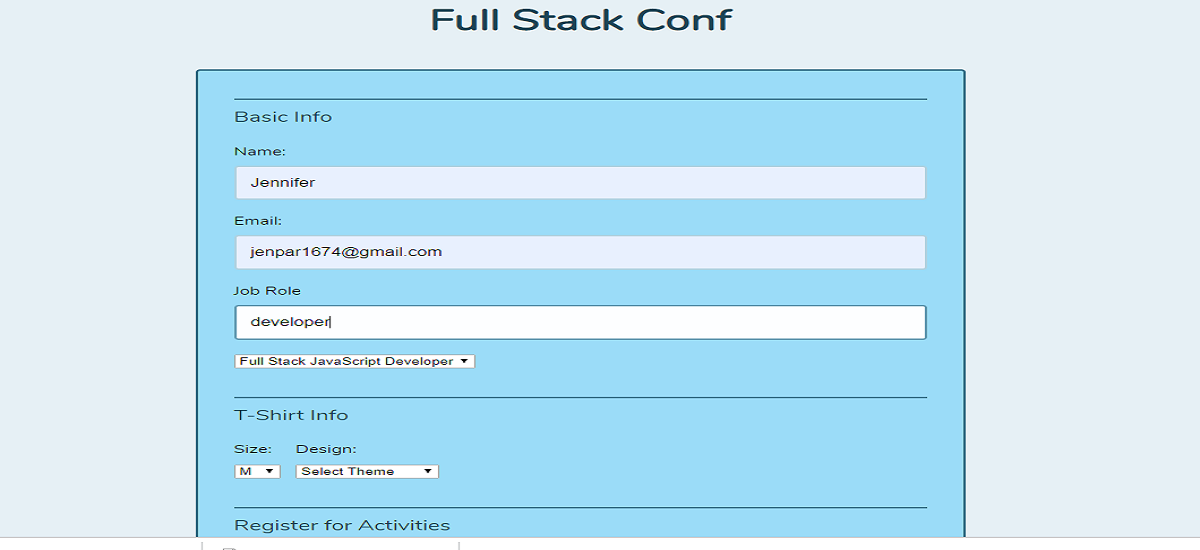 Full Stack Conf
Basic Info
Name:
Jennifer
Email:
jenpar1674@gmail.com
Job Role
developer
Full Stack JavaScript Developer
T-Shirt Info
Size: Design:
M Select Theme
Register for Activities